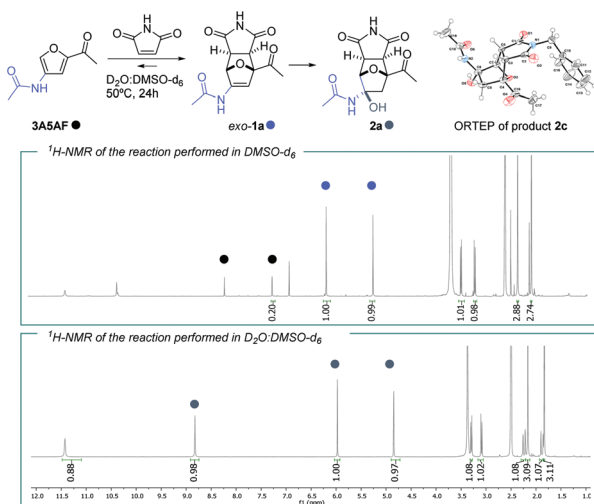 D₂O:DMSO-d₆
50ºC, 24h
3A5AF
exo-1a
2a
ORTEP of product 2c
¹H-NMR of the reaction performed in DMSO-d₆
0.20
1.00
0.99
1.01
0.98
2.88
2.74
¹H-NMR of the reaction performed in D₂O:DMSO-d₆
0.88
0.98
1.00
0.97
1.08
1.02
1.08
3.09
1.07
3.11
12.0 11.5 11.0 10.5 10.0 9.5 9.0 8.5 8.0 7.5 7.0 6.5 6.0 5.5 5.0 4.5 4.0 3.5 3.0 2.5 2.0 1.5 1.0
f1 (ppm)